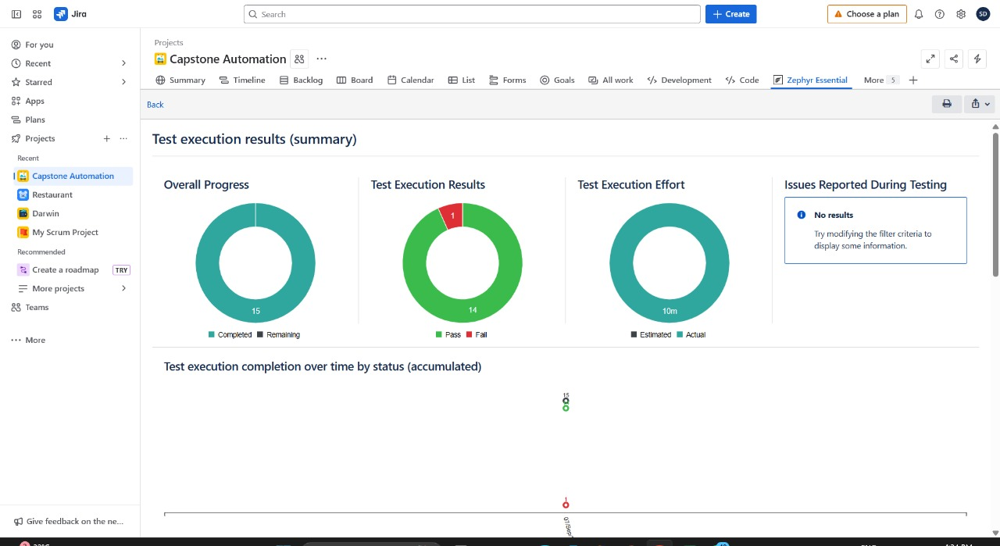 Jira
Search
Create
Choose a plan
SD
For you
Recent
Starred
Apps
Plans
Projects
Recent
Capstone Automation
Restaurant
Darwin
My Scrum Project
Recommended
Create a roadmap TRY
More projects
Teams
More
Give feedback on the ne...
Projects
Capstone Automation
Summary Timeline Backlog Board Calendar List Forms Goals All work Development Code Zephyr Essential More 5
Back
Test execution results (summary)
Overall Progress
15
Completed Remaining
Test Execution Results
1
14
Pass Fail
Test Execution Effort
10m
Estimated Actual
Issues Reported During Testing
No results
Try modifying the filter criteria to
display some information.
Test execution completion over time by status (accumulated)
15
1